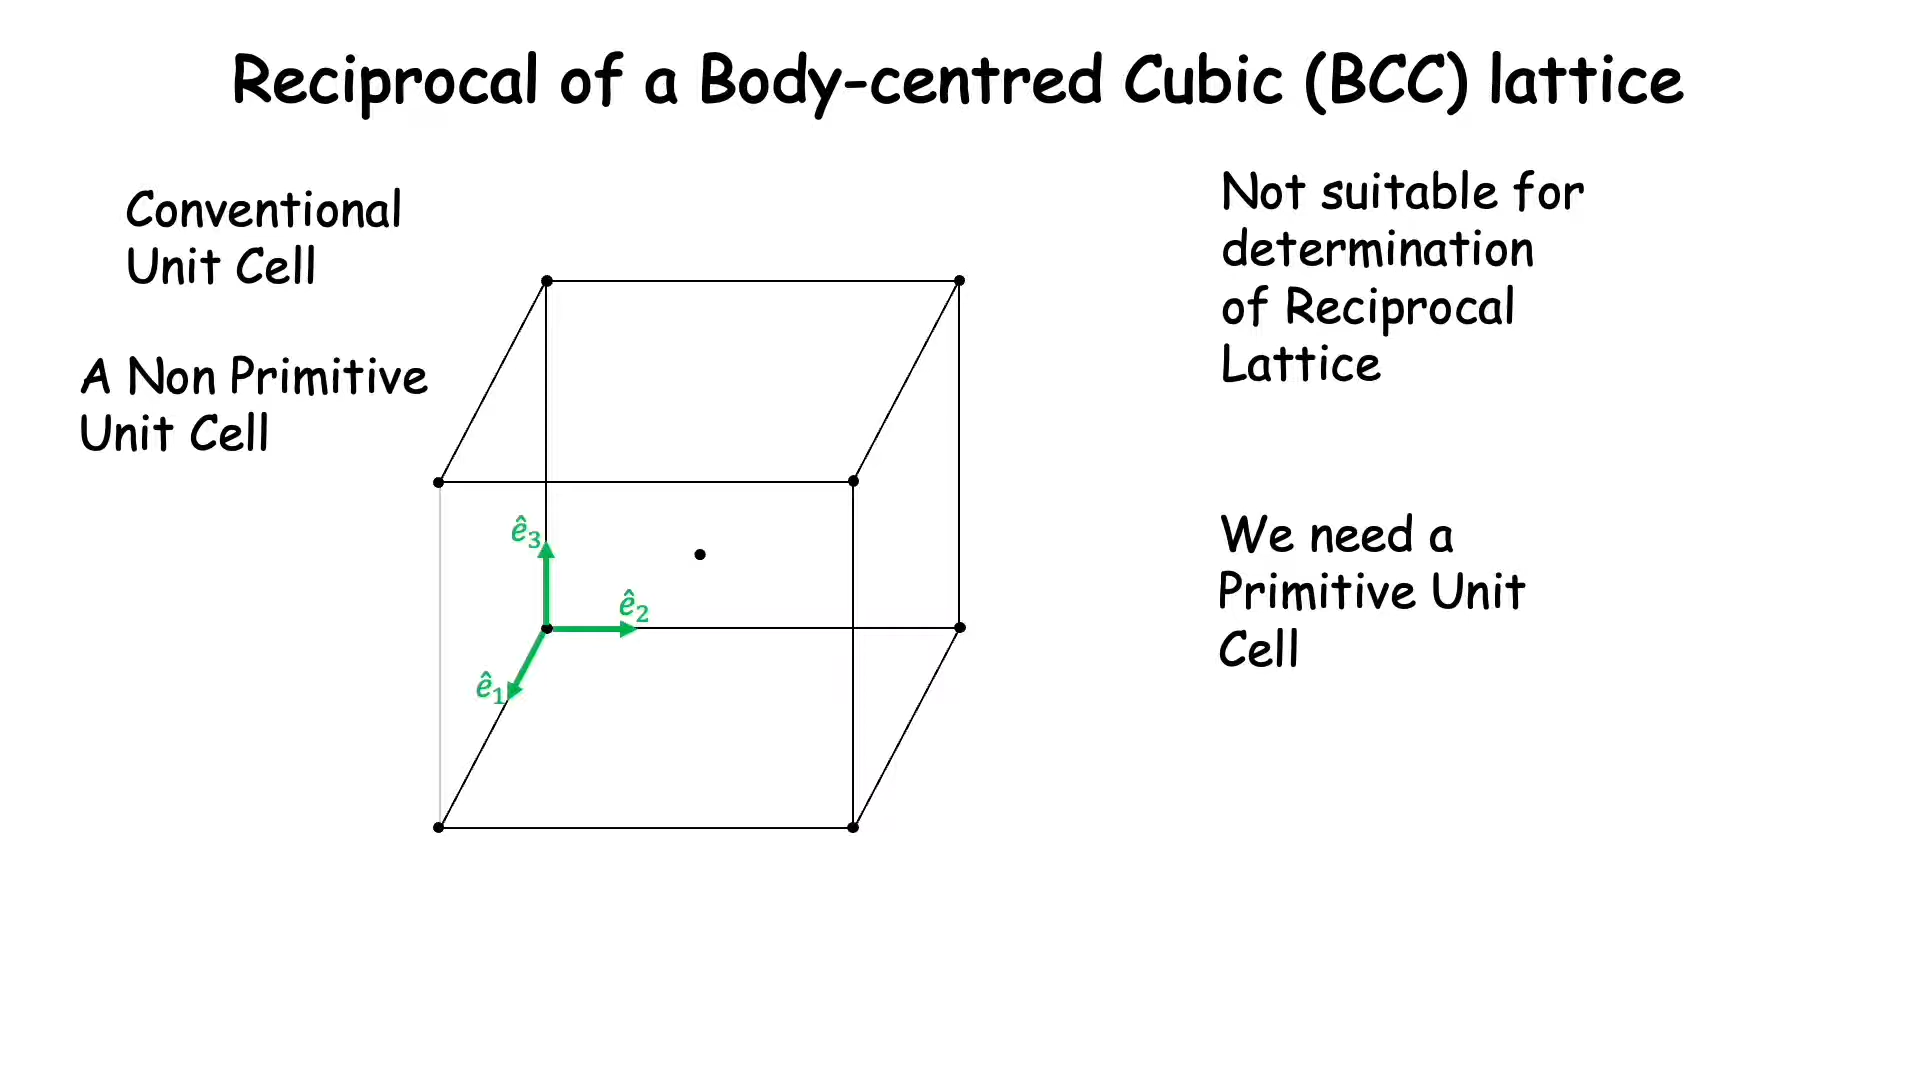 Reciprocal of a Body-centred Cubic (BCC) lattice
Conventional
Unit Cell
A Non Primitive
Unit Cell
ê₃
ê₂
ê₁
Not suitable for
determination
of Reciprocal
Lattice
We need a
Primitive Unit
Cell